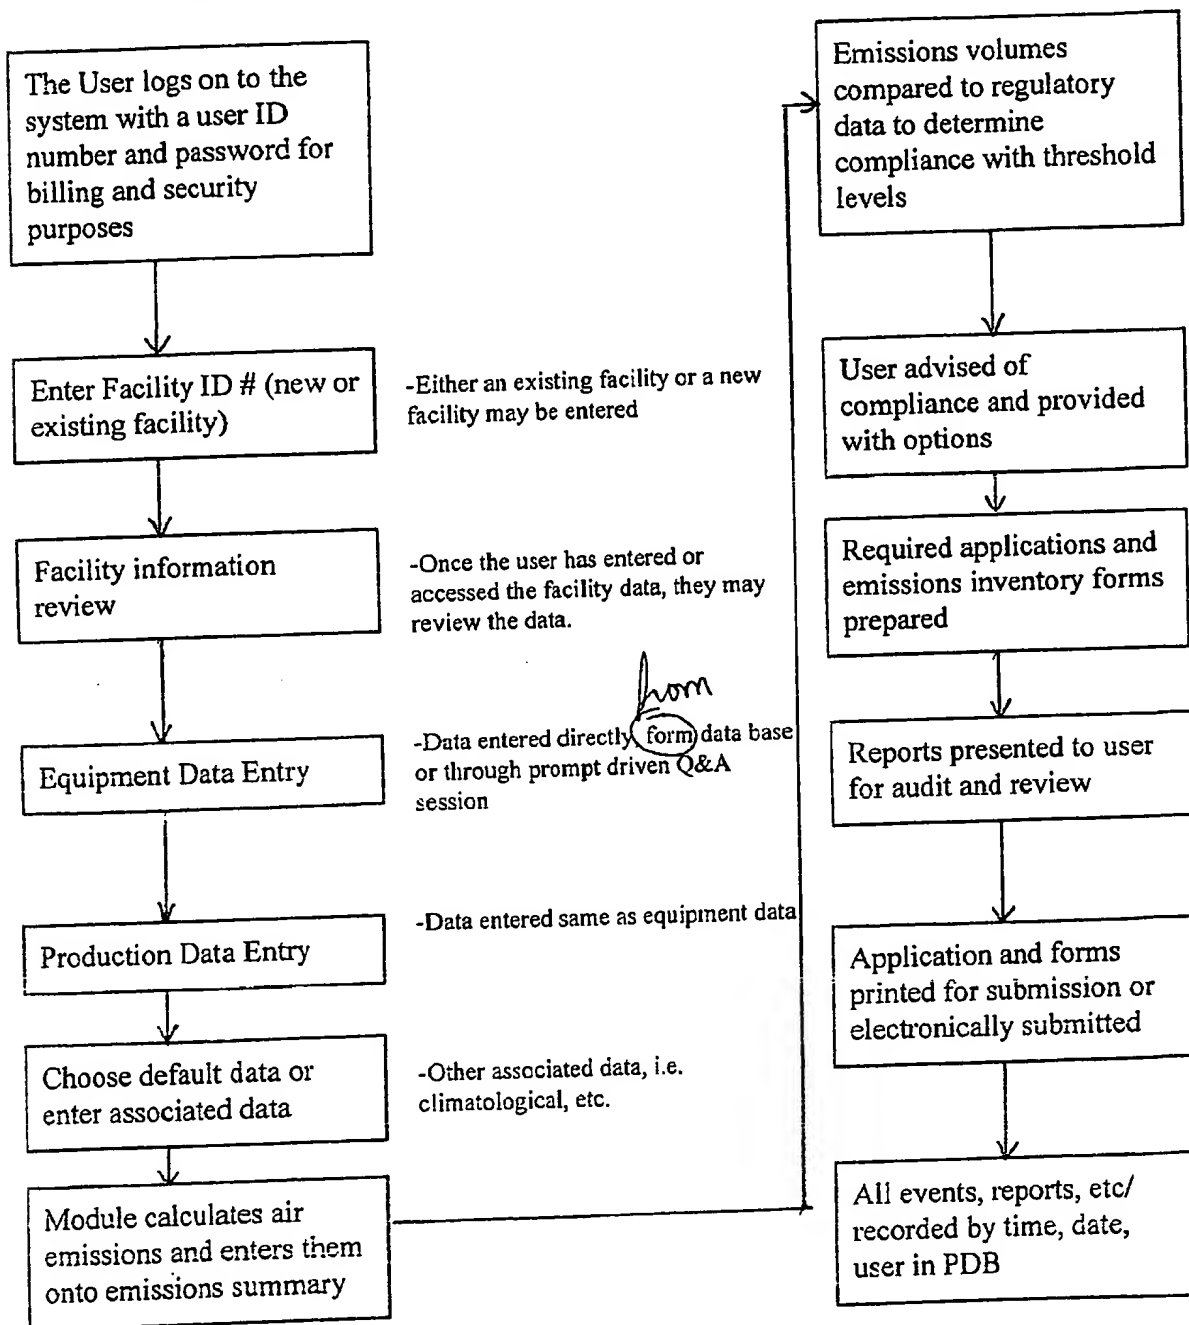 The User logs on to the
system with a user ID
number and password for
billing and security
purposes
Enter Facility ID # (new or
existing facility)
-Either an existing facility or a new
facility may be entered
Facility information
review
-Once the user has entered or
accessed the facility data, they may
review the data.
from
Equipment Data Entry
-Data entered directly, form data base
or through prompt driven Q&A
session
Production Data Entry
-Data entered same as equipment data
Choose default data or
enter associated data
-Other associated data, i.e.
climatological, etc.
Module calculates air
emissions and enters them
onto emissions summary
Emissions volumes
compared to regulatory
data to determine
compliance with threshold
levels
User advised of
compliance and provided
with options
Required applications and
emissions inventory forms
prepared
Reports presented to user
for audit and review
Application and forms
printed for submission or
electronically submitted
All events, reports, etc/
recorded by time, date,
user in PDB